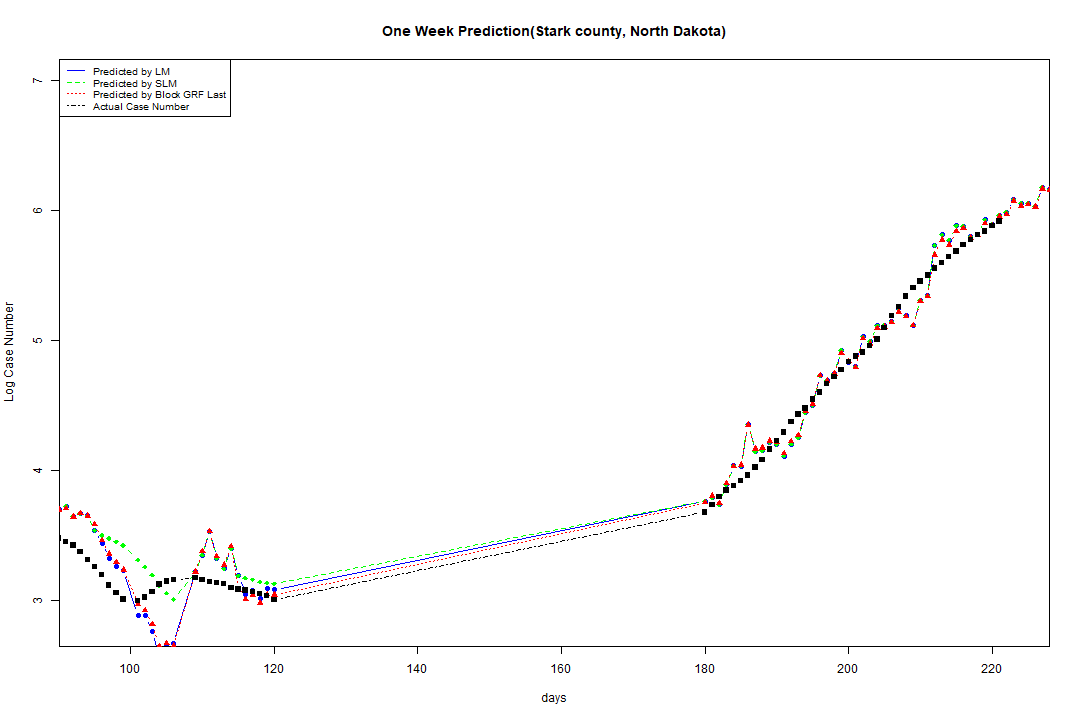 One Week Prediction(Stark county, North Dakota)
Predicted by LM
Predicted by SLM
Predicted by Block GRF Last
Actual Case Number
7
6
5
4
3
Log Case Number
100 120 140 160 180 200 220
days